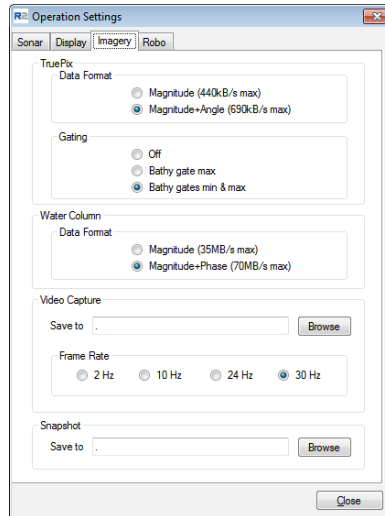 R2 Operation Settings
Sonar Display Imagery Robo
TruePix
Data Format
Magnitude (440kB/s max)
Magnitude+Angle (690kB/s max)
Gating
Off
Bathy gate max
Bathy gates min & max
Water Column
Data Format
Magnitude (35MB/s max)
Magnitude+Phase (70MB/s max)
Video Capture
Save to . Browse
Frame Rate
2 Hz 10 Hz 24 Hz 30 Hz
Snapshot
Save to . Browse
Close